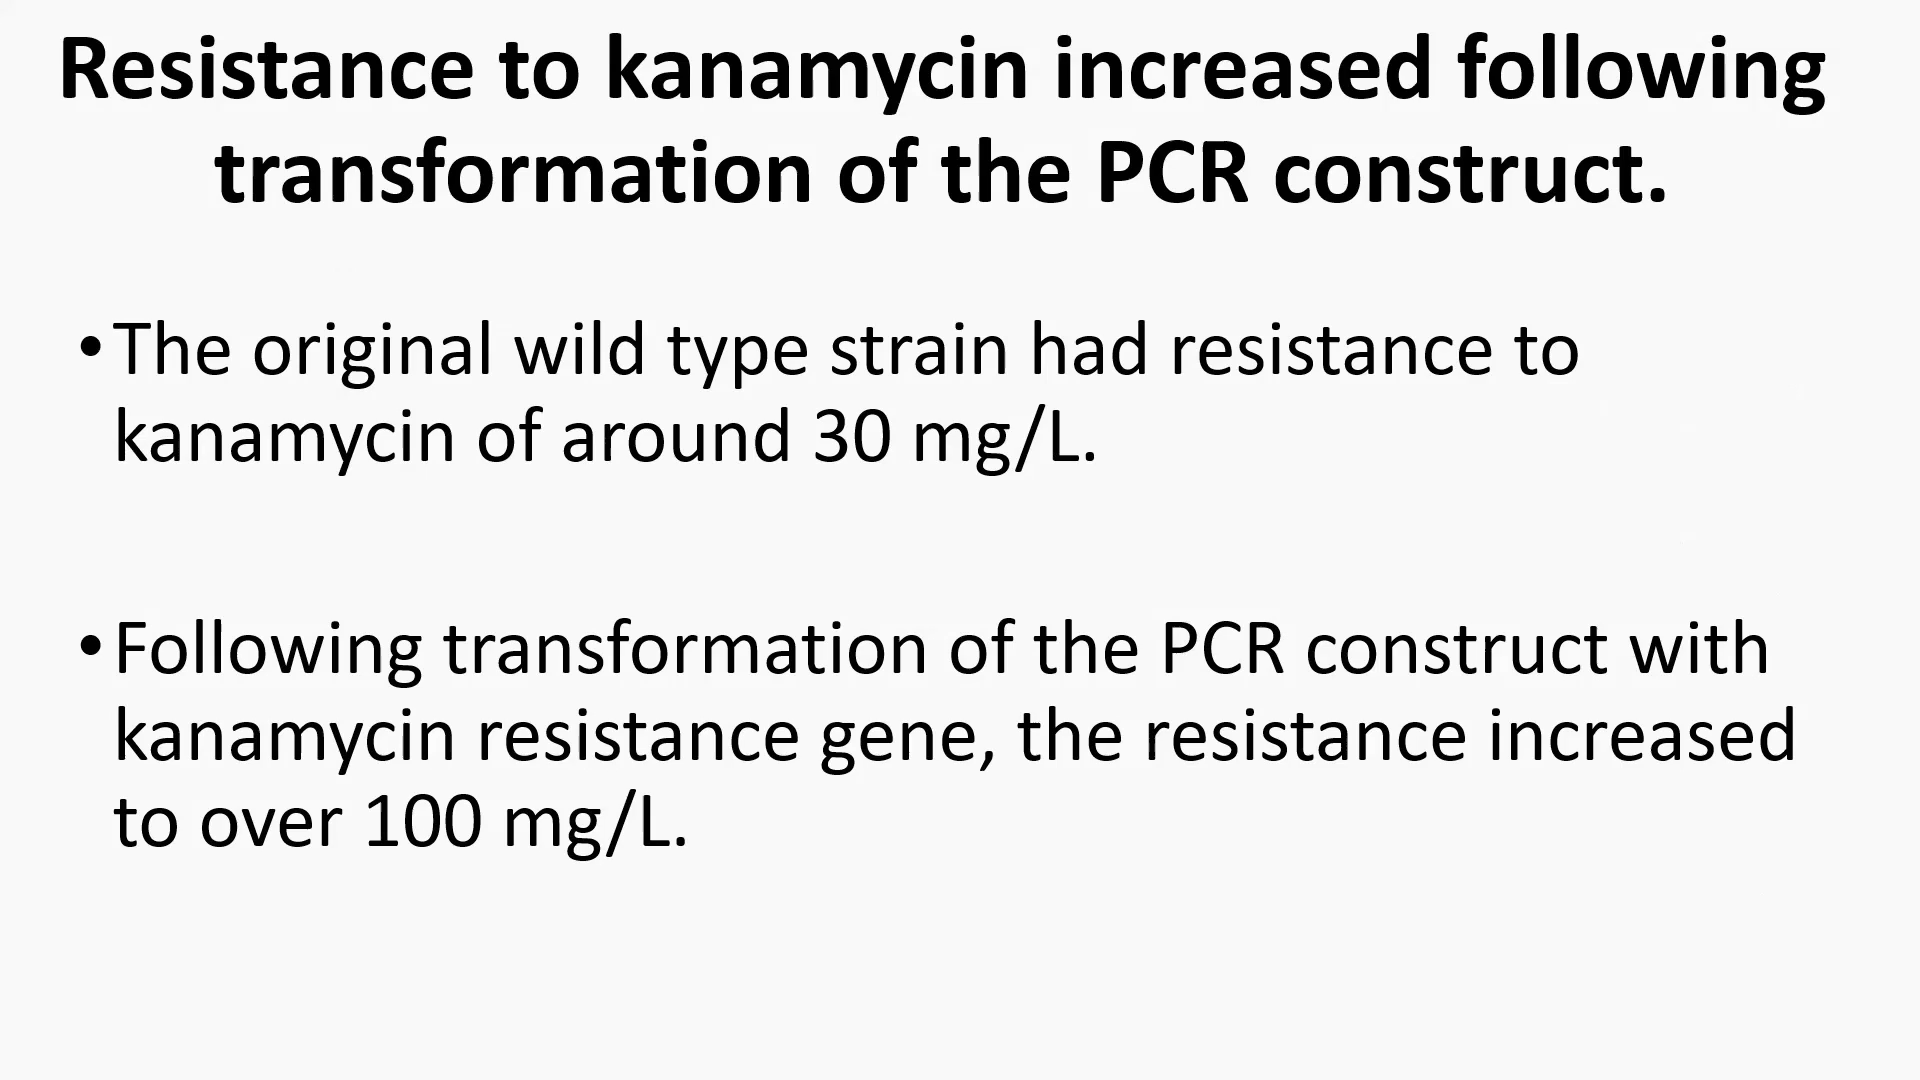 Resistance to kanamycin increased following
transformation of the PCR construct.
•The original wild type strain had resistance to
kanamycin of around 30 mg/L.
•Following transformation of the PCR construct with
kanamycin resistance gene, the resistance increased
to over 100 mg/L.